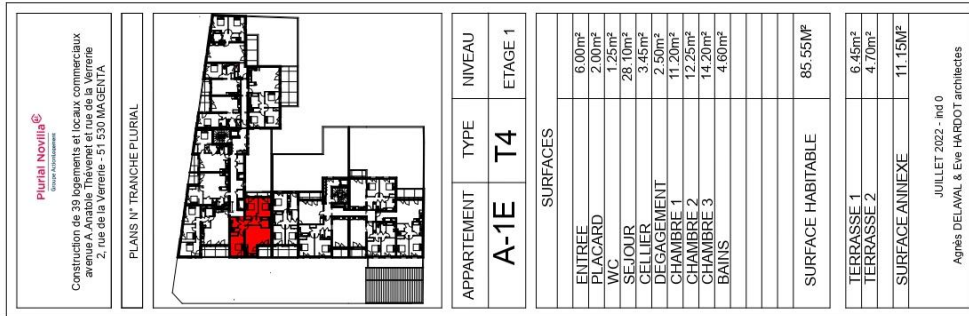 Plurial Novilia
Groupe ActionLogement
Construction de 39 logements et locaux commerciaux
avenue A. Anatole Thévenet et rue de la Verrerie
2, rue de la Verrerie - 51 530 MAGENTA
PLANS N° TRANCHE PLURIAL
APPARTEMENT TYPE NIVEAU
A-1E T4 ETAGE 1
SURFACES
ENTREE 6.00m²
PLACARD 2.00m²
WC 1.25m²
SEJOUR 28.10m²
CELLIER 3.45m²
DEGAGEMENT 2.50m²
CHAMBRE 1 11.20m²
CHAMBRE 2 12.25m²
CHAMBRE 3 14.20m²
BAINS 4.60m²
SURFACE HABITABLE 85.55M²
TERRASSE 1 6.45m²
TERRASSE 2 4.70m²
SURFACE ANNEXE 11.15M²
JUILLET 2022 - ind 0
Agnès DELAVAL & Eve HARDOT architectes